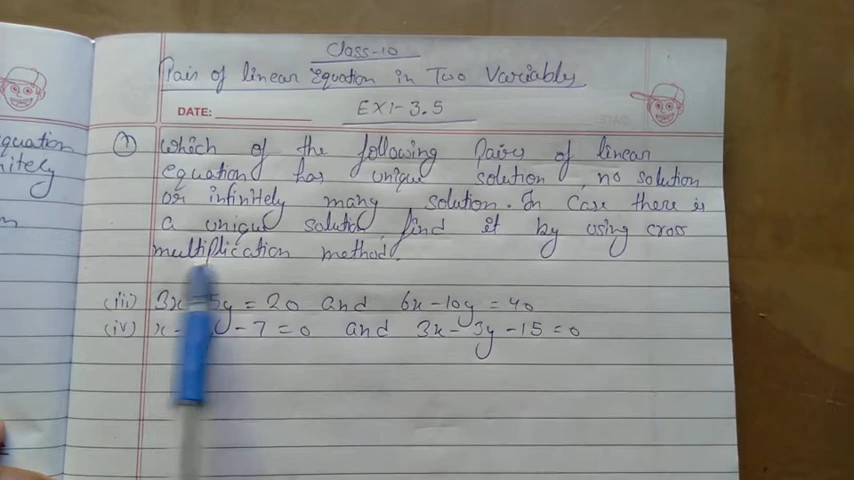 Class-10
Pair of linear Equation in Two Variably
DATE:
EX:- 3.5
equation
nitely
n
(1) which of the following Pairs of linear
equation has unique solution, no solution
or infinitely many solution. In Case there is
a unique solution find it by using cross
multiplication method.
(iii) 3x - 5y = 20 and 6x - 10y = 40
(iv) x - - 7 = 0 and 3x - 3y - 15 = 0